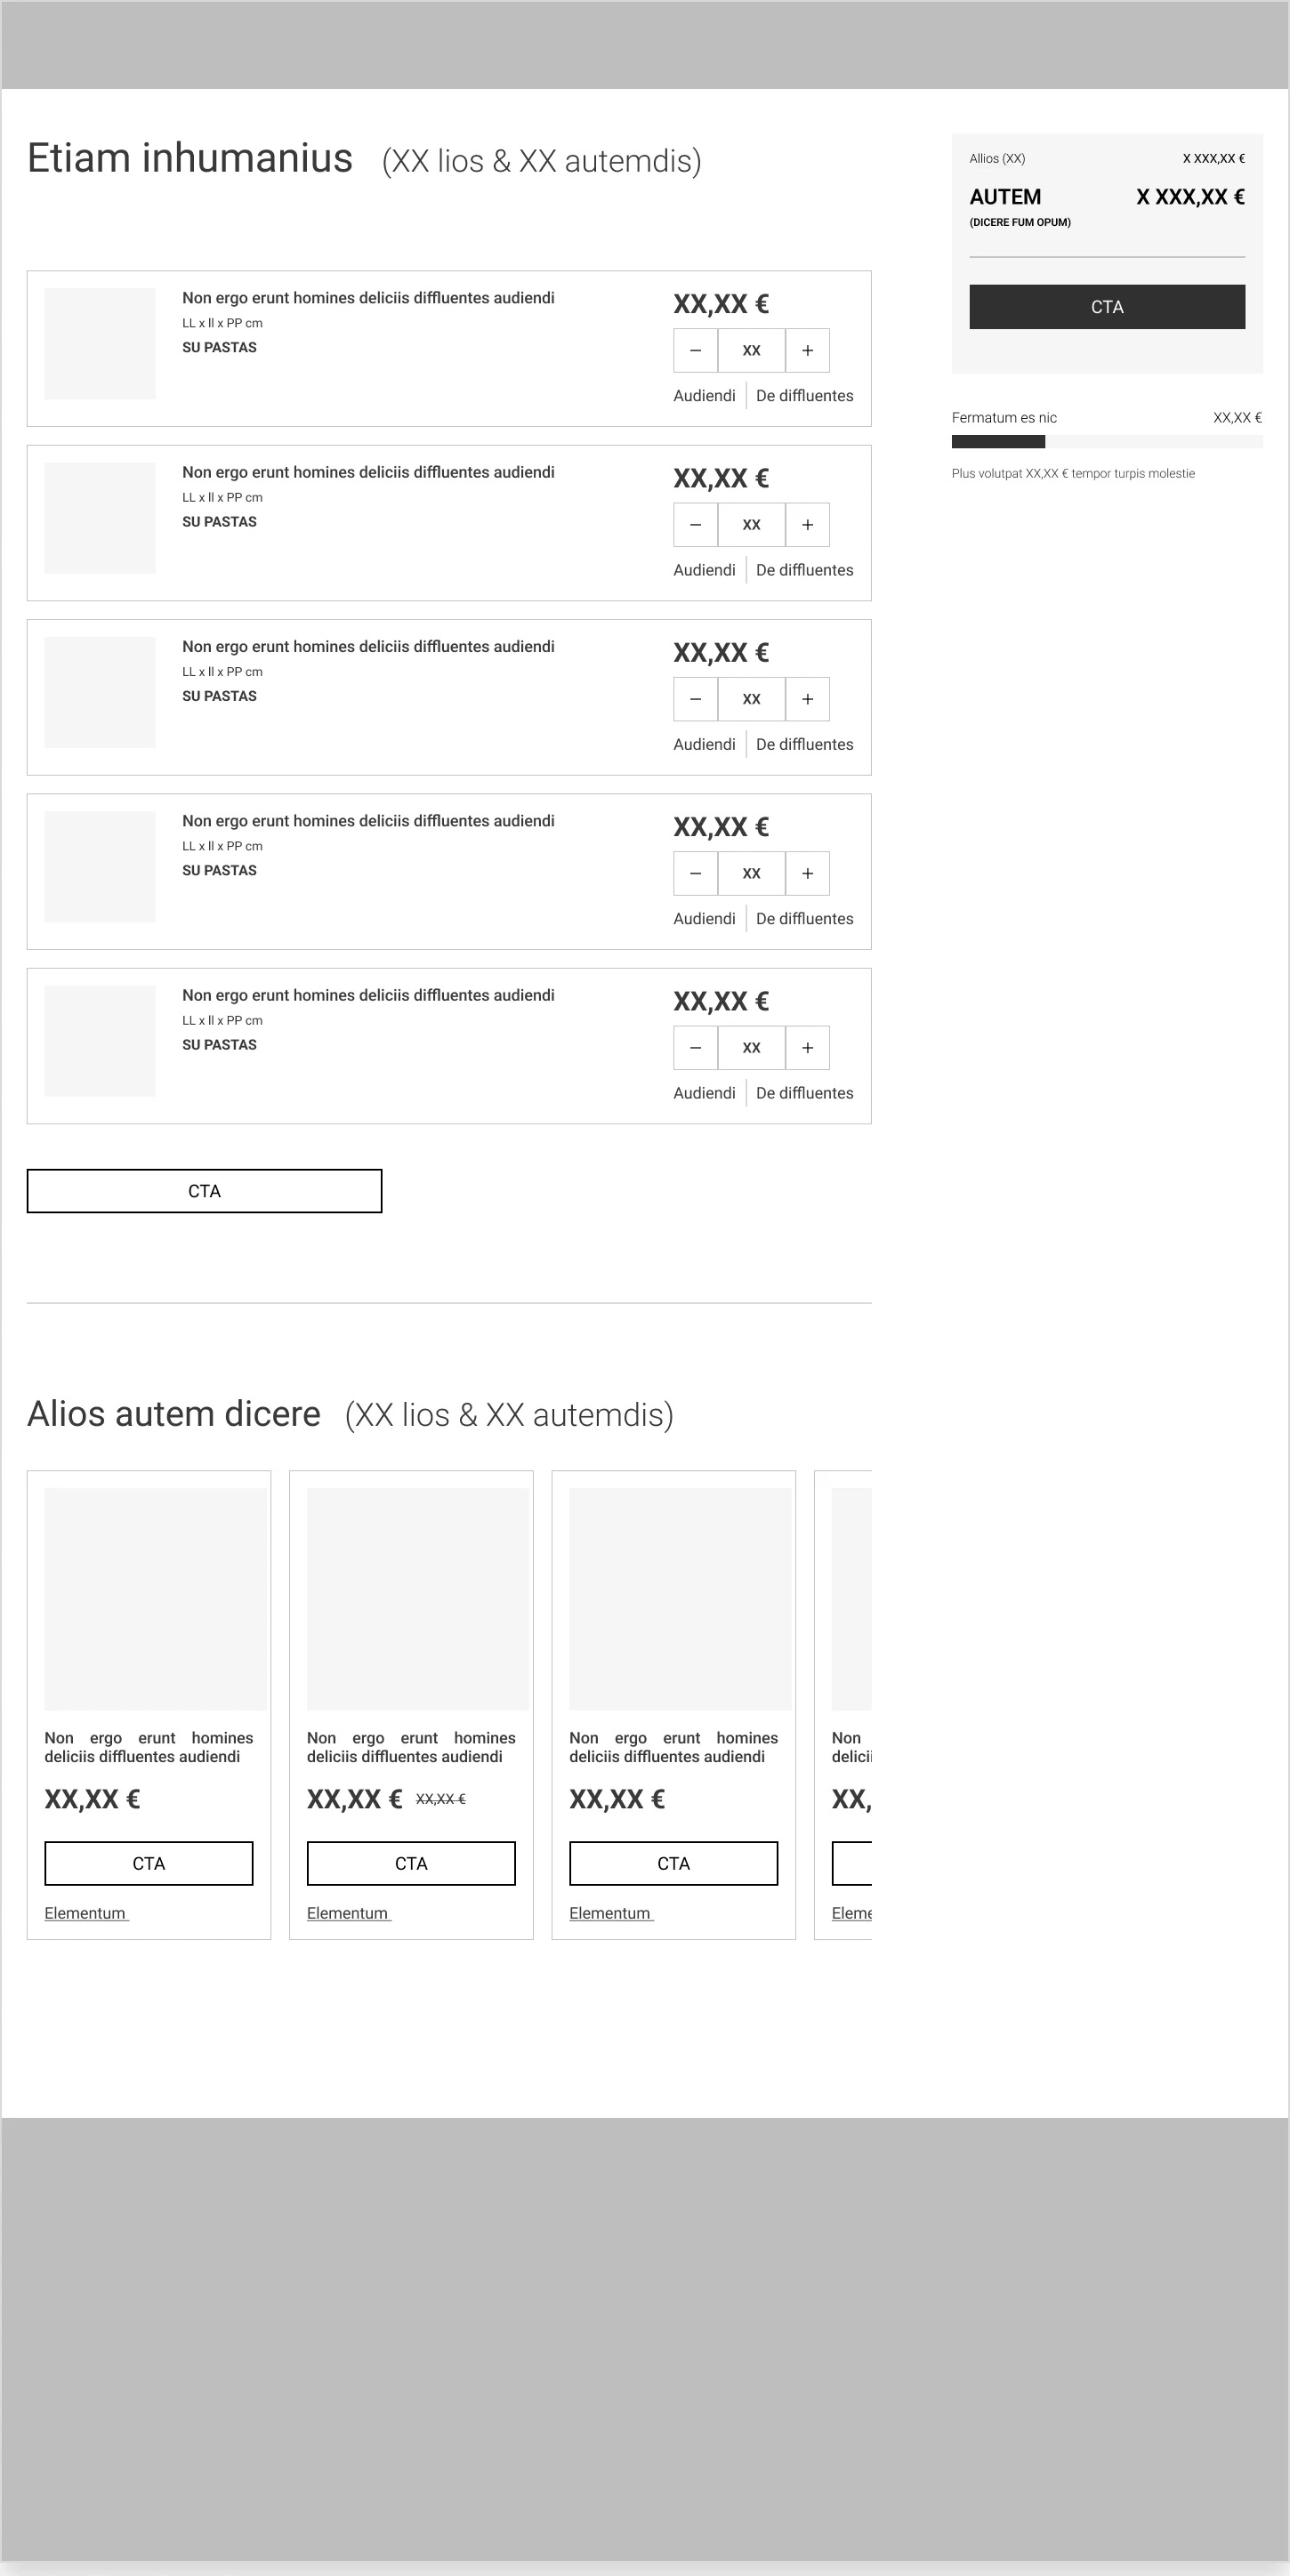 Etiam inhumanius (XX lios & XX autemdis)
Non ergo erunt homines deliciis diffluentes audiendi
LL x ll x PP cm
SU PASTAS
XX,XX €
− XX +
Audiendi | De diffluentes
Non ergo erunt homines deliciis diffluentes audiendi
LL x ll x PP cm
SU PASTAS
XX,XX €
− XX +
Audiendi | De diffluentes
Non ergo erunt homines deliciis diffluentes audiendi
LL x ll x PP cm
SU PASTAS
XX,XX €
− XX +
Audiendi | De diffluentes
Non ergo erunt homines deliciis diffluentes audiendi
LL x ll x PP cm
SU PASTAS
XX,XX €
− XX +
Audiendi | De diffluentes
Non ergo erunt homines deliciis diffluentes audiendi
LL x ll x PP cm
SU PASTAS
XX,XX €
− XX +
Audiendi | De diffluentes
CTA
Allios (XX) X XXX,XX €
AUTEM X XXX,XX €
(DICERE FUM OPUM)
CTA
Fermatum es nic XX,XX €
Plus volutpat XX,XX € tempor turpis molestie
Alios autem dicere (XX lios & XX autemdis)
Non ergo erunt homines
deliciis diffluentes audiendi
XX,XX €
CTA
Elementum
Non ergo erunt homines
deliciis diffluentes audiendi
XX,XX € XX,XX €
CTA
Elementum
Non ergo erunt homines
deliciis diffluentes audiendi
XX,XX €
CTA
Elementum
Non
delicii
XX,
Eleme